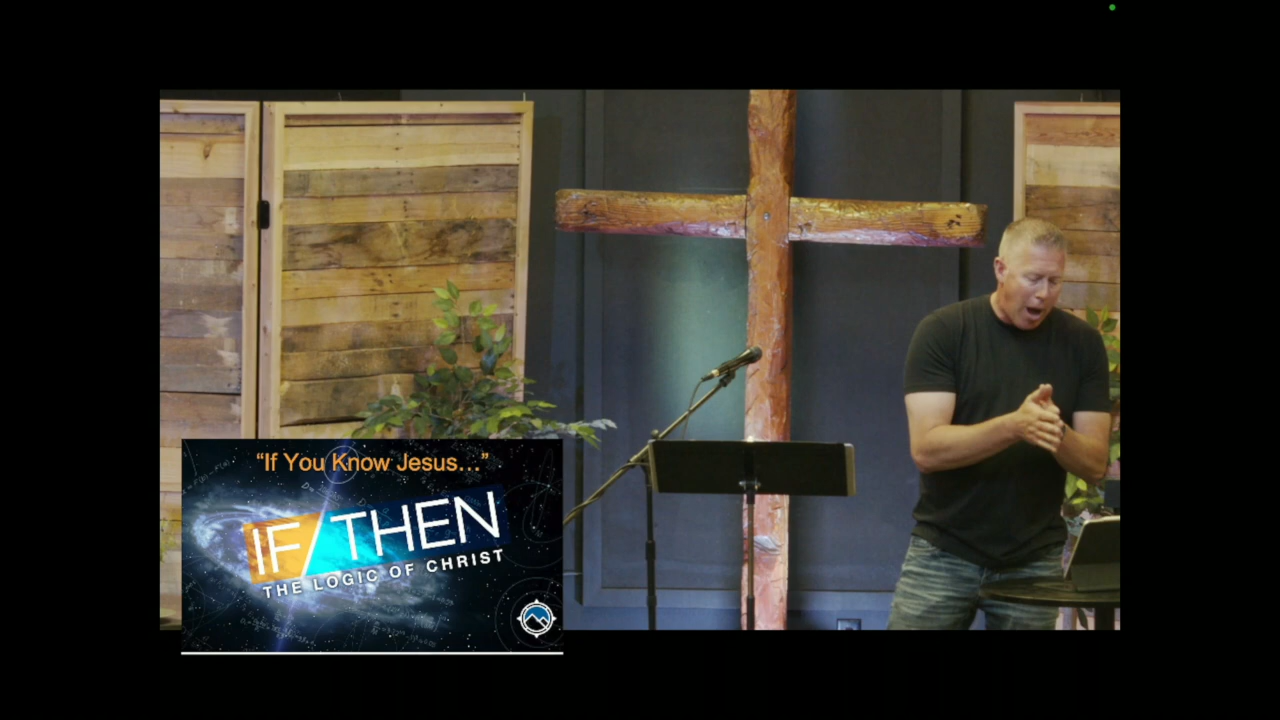 “If You Know Jesus…”
IF/THEN
THE LOGIC OF CHRIST